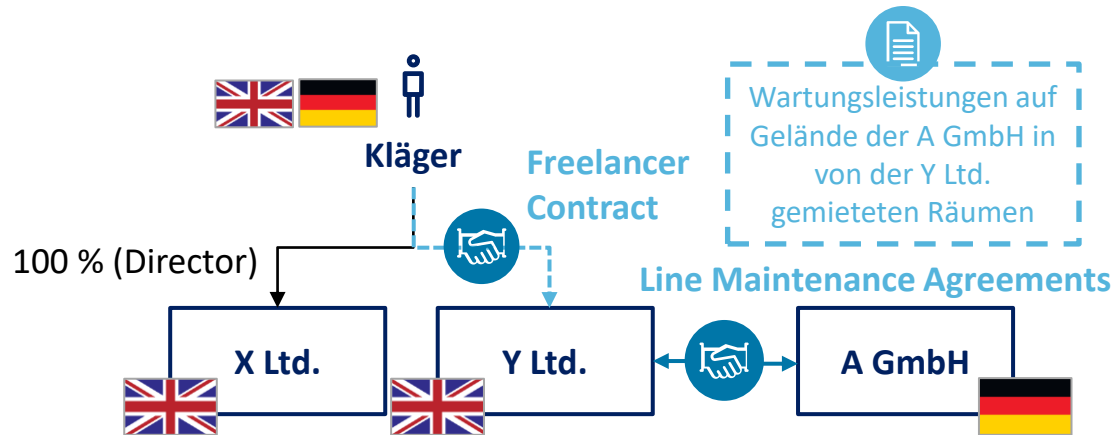 Wartungsleistungen auf
Gelände der A GmbH in
von der Y Ltd.
gemieteten Räumen
Kläger
Freelancer
Contract
100 % (Director)
Line Maintenance Agreements
X Ltd.
Y Ltd.
A GmbH